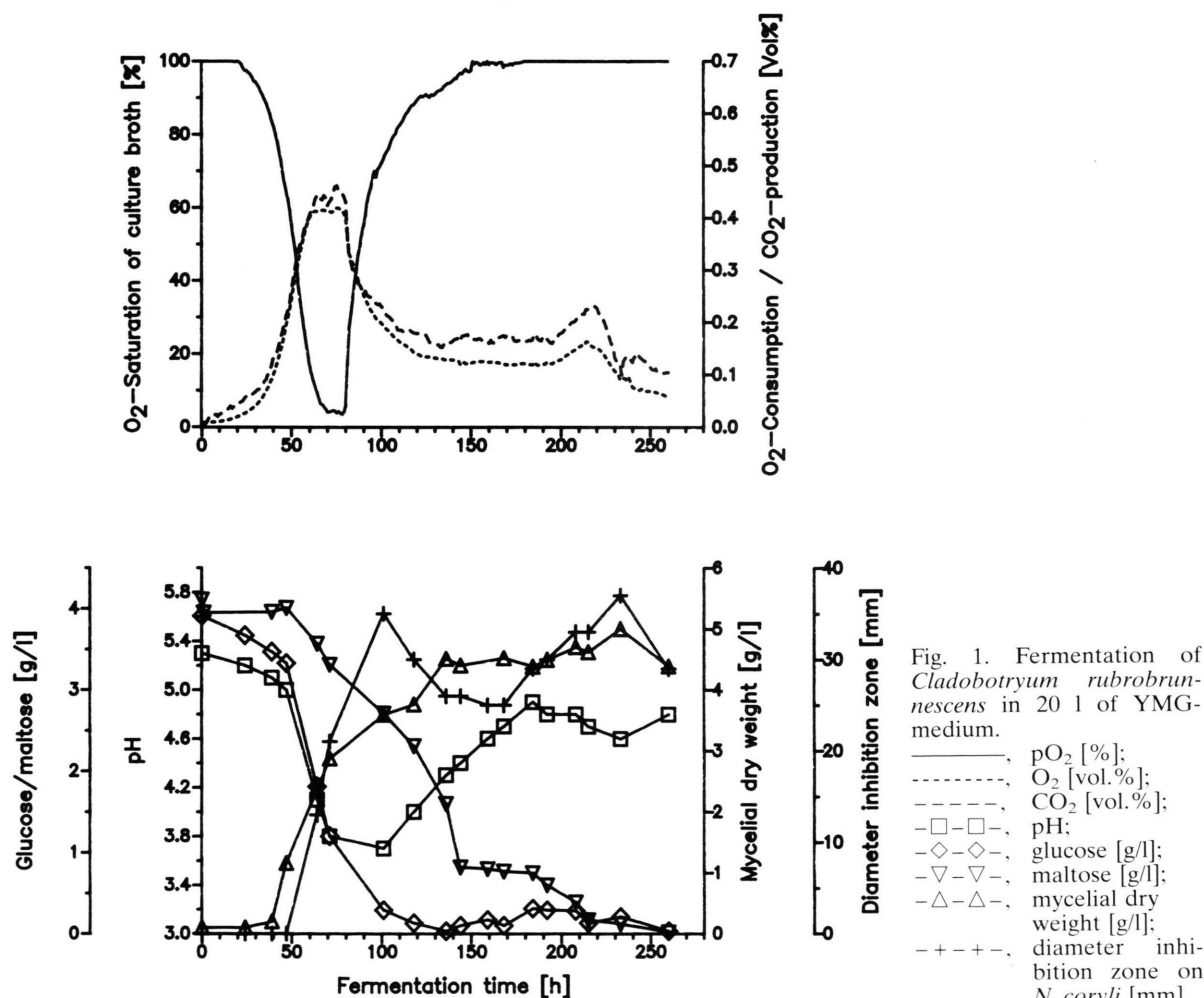 O2-Saturation of culture broth [%]
100
80
60
40
20
0
0 50 100 150 200 250
0.7
0.6
0.5
0.4
0.3
0.2
0.1
0.0
O2-Consumption / CO2-production [Vol%]
Glucose/maltose [g/l]
4
3
2
1
0
pH
5.8
5.4
5.0
4.6
4.2
3.8
3.4
3.0
0 50 100 150 200 250
Fermentation time [h]
6
5
4
3
2
1
0
Mycelial dry weight [g/l]
40
30
20
10
0
Diameter inhibition zone [mm]
Fig. 1. Fermentation of
Cladobotryum rubrobrun-
nescens in 20 l of YMG-
medium.
———, pO2 [%];
--------, O2 [vol.%];
– – – – –, CO2 [vol.%];
–□–□–, pH;
–◇–◇–, glucose [g/l];
–▽–▽–, maltose [g/l];
–△–△–, mycelial dry
weight [g/l];
–+–+–, diameter inhi-
bition zone on
N. coryli [mm]